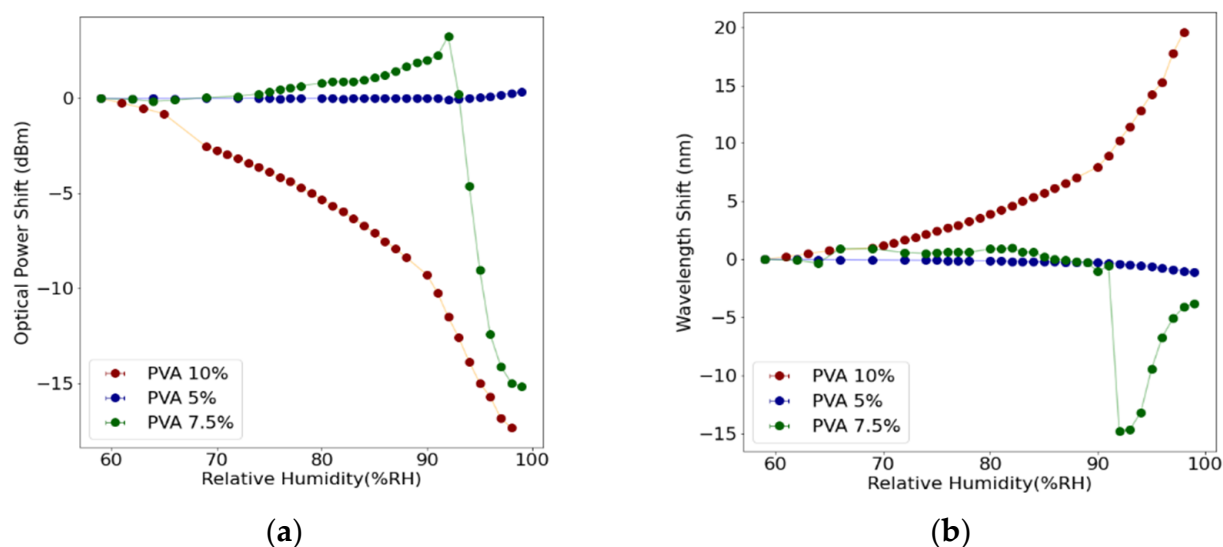 0
−5
−10
−15
Optical Power Shift (dBm)
PVA 10%
PVA 5%
PVA 7.5%
60 70 80 90 100
Relative Humidity(%RH)
(a)
20
15
10
5
0
−5
−10
−15
Wavelength Shift (nm)
PVA 10%
PVA 5%
PVA 7.5%
60 70 80 90 100
Relative Humidity(%RH)
(b)